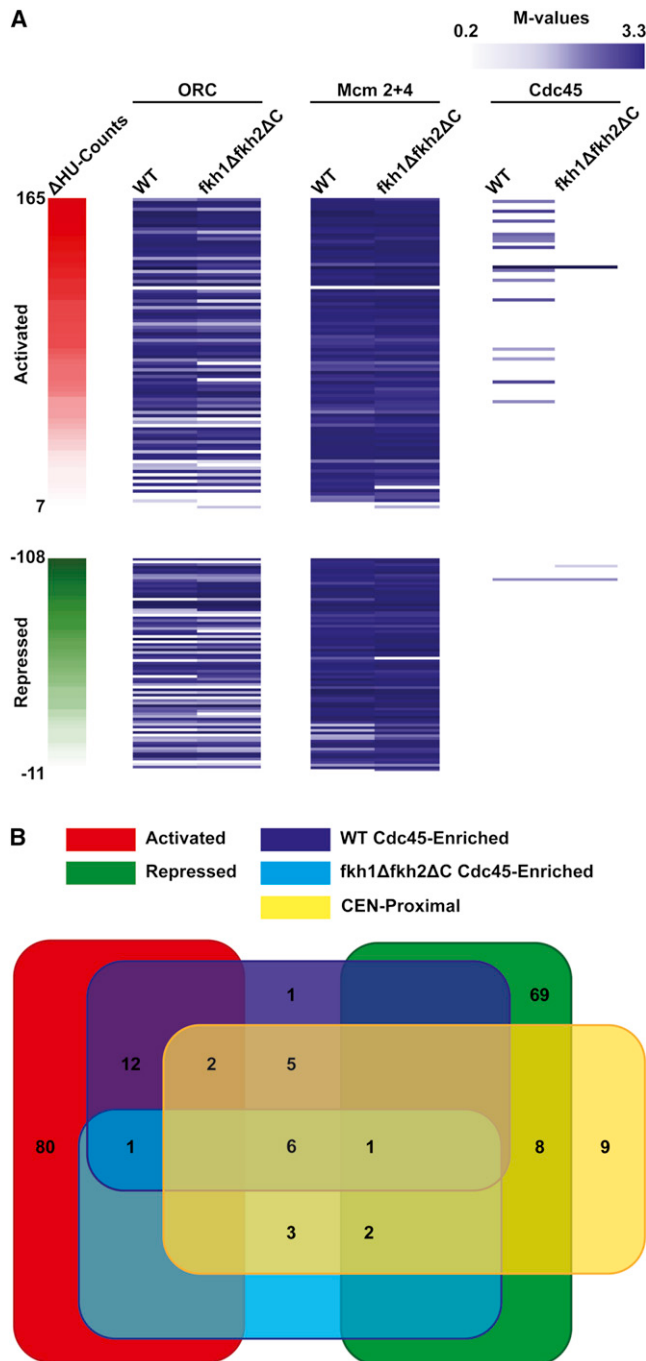 A
M-values
0.2 3.3
ORC Mcm 2+4 Cdc45
ΔHU-Counts WT fkh1Δfkh2ΔC WT fkh1Δfkh2ΔC WT fkh1Δfkh2ΔC
165
Activated
7
-108
Repressed
-11
B
Activated WT Cdc45-Enriched
Repressed fkh1Δfkh2ΔC Cdc45-Enriched
CEN-Proximal
1 69
12 2 5
80 1 6 1 8 9
3 2